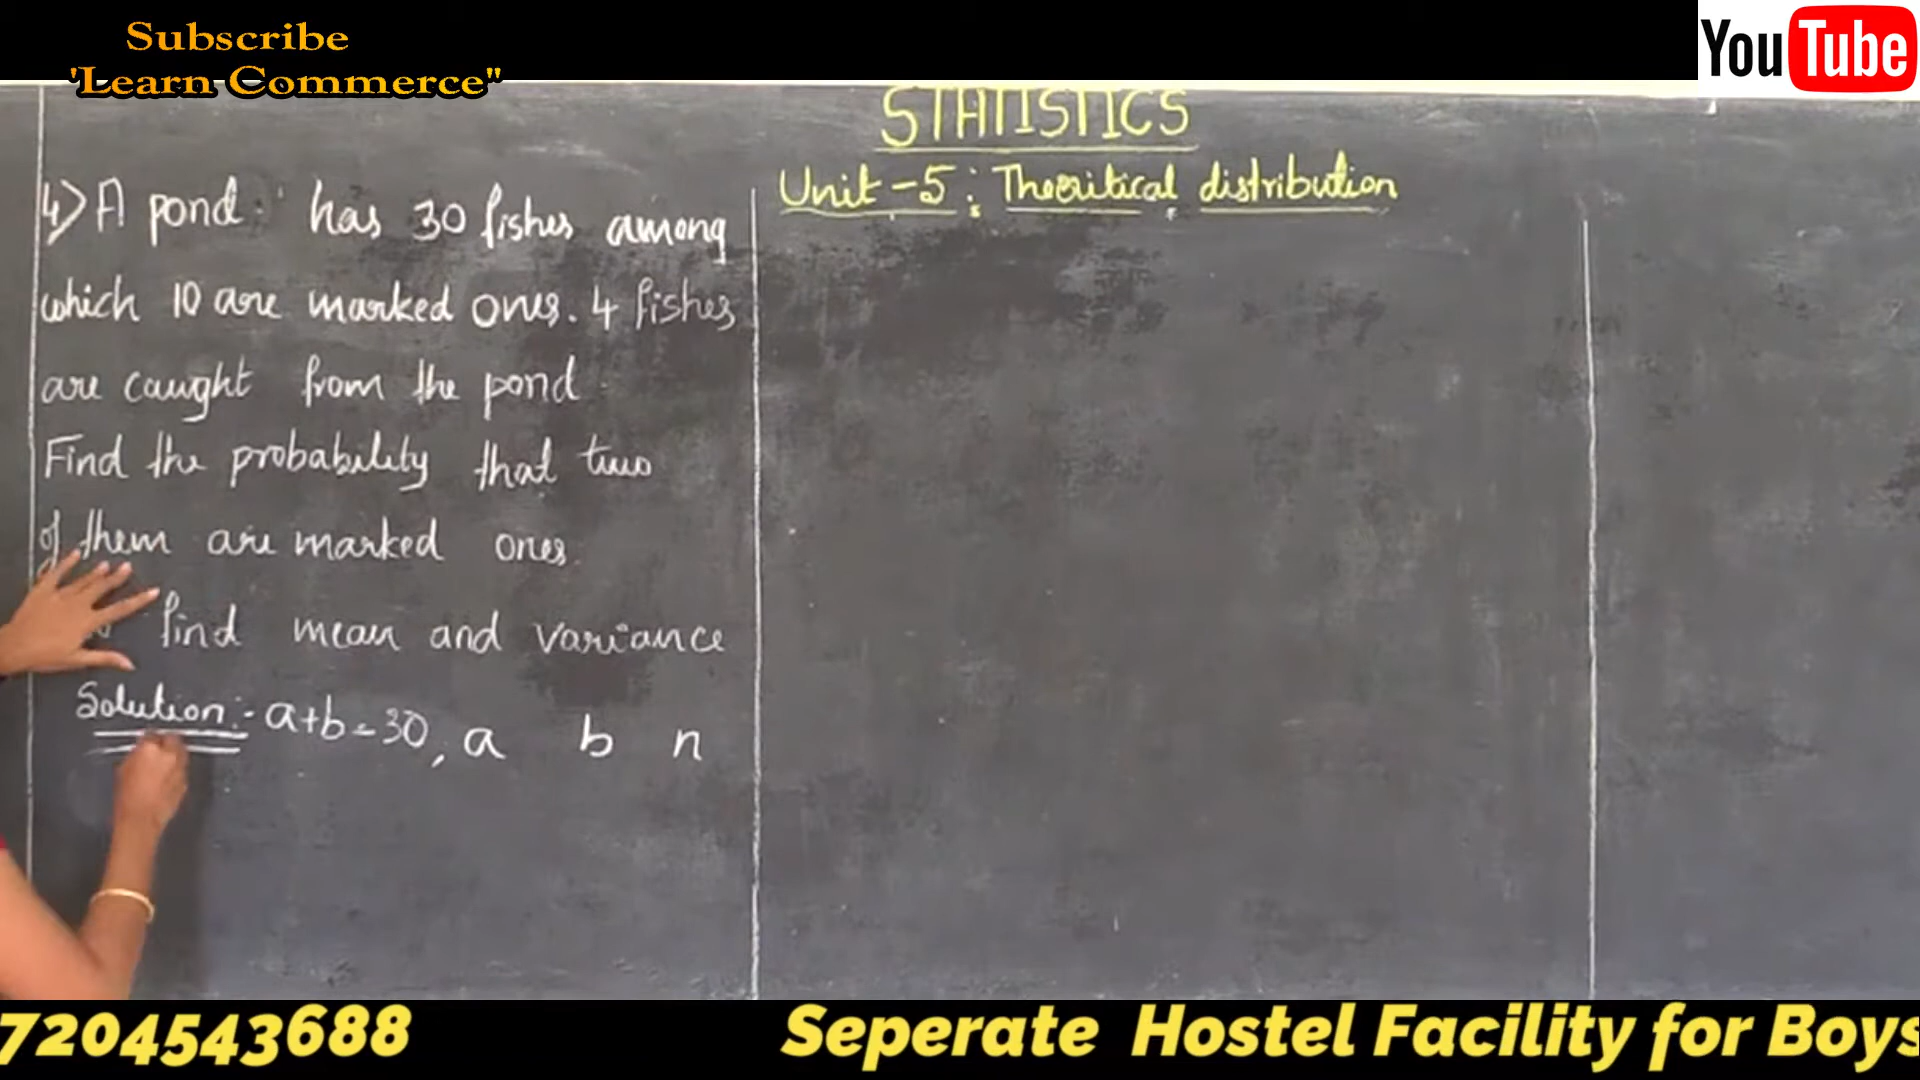 Subscribe
'Learn Commerce"
YouTube
STATISTICS
Unit-5: Theoritical distribution
4) A pond has 30 fishes among
which 10 are marked ones. 4 fishes
are caught from the pond
Find the probability that two
of them are marked ones.
find mean and variance
Solution:- a+b=30, a b n
7204543688
Seperate Hostel Facility for Boys